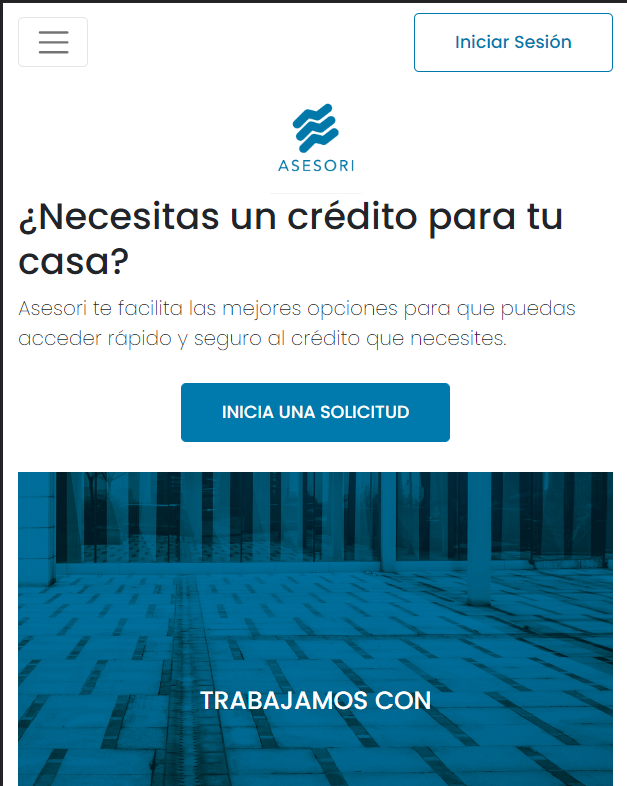 Iniciar Sesión
ASESORI
¿Necesitas un crédito para tu
casa?
Asesori te facilita las mejores opciones para que puedas
acceder rápido y seguro al crédito que necesites.
INICIA UNA SOLICITUD
TRABAJAMOS CON